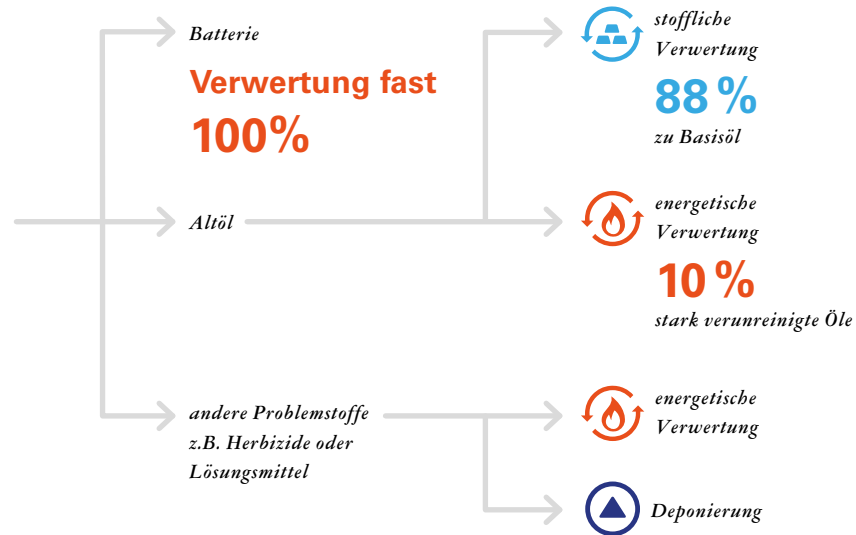 Batterie
Verwertung fast
100%
Altöl
andere Problemstoffe
z.B. Herbizide oder
Lösungsmittel
stoffliche
Verwertung
88 %
zu Basisöl
energetische
Verwertung
10 %
stark verunreinigte Öle
energetische
Verwertung
Deponierung